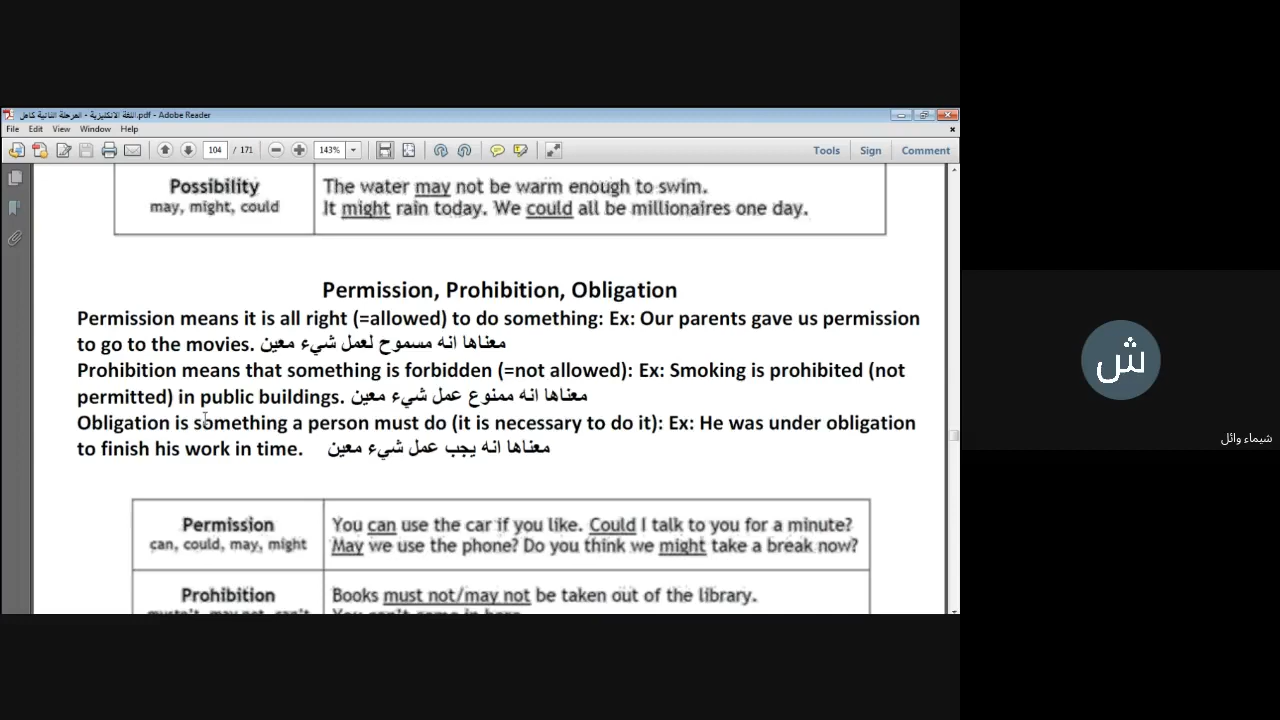 اللغة الانكليزية - المرحلة الثانية كامل.pdf - Adobe Reader
File Edit View Window Help
104 / 171 143% Tools Sign Comment
Possibility The water may not be warm enough to swim.
may, might, could It might rain today. We could all be millionaires one day.
Permission, Prohibition, Obligation
Permission means it is all right (=allowed) to do something: Ex: Our parents gave us permission
to go to the movies. معناها انه مسموح لعمل شيء معين
Prohibition means that something is forbidden (=not allowed): Ex: Smoking is prohibited (not
permitted) in public buildings. معناها انه ممنوع عمل شيء معين
Obligation is something a person must do (it is necessary to do it): Ex: He was under obligation
to finish his work in time. معناها انه يجب عمل شيء معين
Permission You can use the car if you like. Could I talk to you for a minute?
can, could, may, might May we use the phone? Do you think we might take a break now?
Prohibition Books must not/may not be taken out of the library.
ش
شيماء وائل